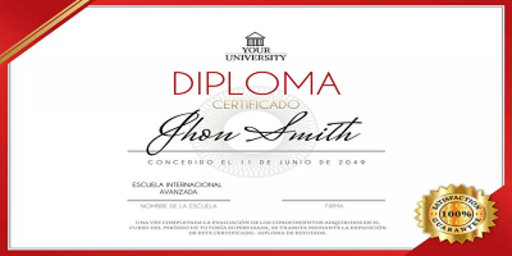 YOUR
UNIVERSITY
DIPLOMA
CERTIFICADO
Jhon Smith
CONCEDIDO EL 11 DE JUNIO DE 2049
ESCUELA INTERNACIONAL
AVANZADA
NOMBRE DE LA ESCUELA
FIRMA
UNA VEZ COMPLETADA LA EVALUACIÓN DE LOS CONOCIMIENTOS ADQUIRIDOS EN EL
CURSO DEL PERÍODO DE TUTORÍA SUPERVISADA, SE TRAMITA MEDIANTE LA EXPEDICIÓN
DE ESTE CERTIFICADO - DIPLOMA DE ESTUDIOS.
SATISFACTION
100%
GUARANTEE